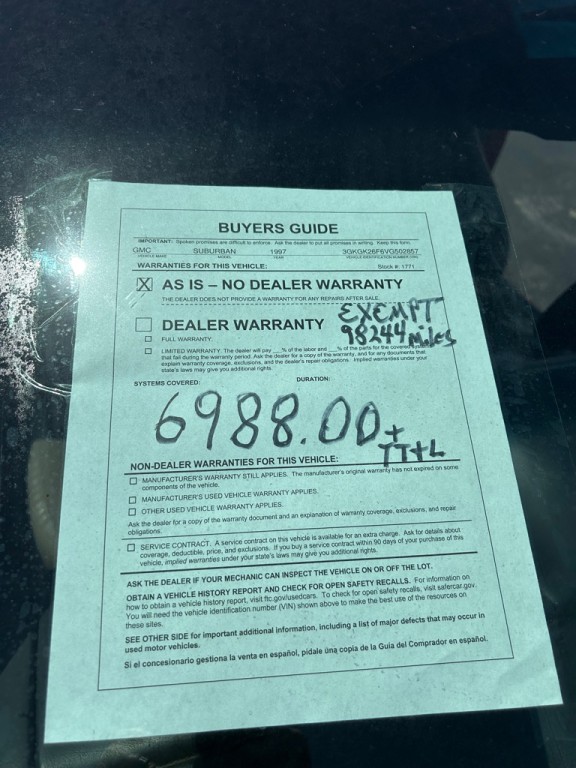 BUYERS GUIDE
IMPORTANT: Spoken promises are difficult to enforce. Ask the dealer to put all promises in writing. Keep this form.
GMC SUBURBAN 1997 3GKGK26F6VG502857
VEHICLE MAKE MODEL YEAR VEHICLE IDENTIFICATION NUMBER (VIN)
WARRANTIES FOR THIS VEHICLE: Stock #: 1771
X AS IS – NO DEALER WARRANTY
THE DEALER DOES NOT PROVIDE A WARRANTY FOR ANY REPAIRS AFTER SALE.
EXEMPT
DEALER WARRANTY 98244 miles
FULL WARRANTY.
LIMITED WARRANTY. The dealer will pay ___% of the labor and ___% of the parts for the covered
that fail during the warranty period. Ask the dealer for a copy of the warranty, and for any documents that
explain warranty coverage, exclusions, and the dealer's repair obligations. Implied warranties under your
state's laws may give you additional rights.
SYSTEMS COVERED: DURATION:
6988.00 + TT+L
NON-DEALER WARRANTIES FOR THIS VEHICLE:
MANUFACTURER'S WARRANTY STILL APPLIES. The manufacturer's original warranty has not expired on some
components of the vehicle.
MANUFACTURER'S USED VEHICLE WARRANTY APPLIES.
OTHER USED VEHICLE WARRANTY APPLIES.
Ask the dealer for a copy of the warranty document and an explanation of warranty coverage, exclusions, and repair
obligations.
SERVICE CONTRACT. A service contract on this vehicle is available for an extra charge. Ask for details about
coverage, deductible, price, and exclusions. If you buy a service contract within 90 days of your purchase of this
vehicle, implied warranties under your state's laws may give you additional rights.
ASK THE DEALER IF YOUR MECHANIC CAN INSPECT THE VEHICLE ON OR OFF THE LOT.
OBTAIN A VEHICLE HISTORY REPORT AND CHECK FOR OPEN SAFETY RECALLS. For information on
how to obtain a vehicle history report, visit ftc.gov/usedcars. To check for open safety recalls, visit safercar.gov.
You will need the vehicle identification number (VIN) shown above to make the best use of the resources on
these sites.
SEE OTHER SIDE for important additional information, including a list of major defects that may occur in
used motor vehicles.
Si el concesionario gestiona la venta en español, pídale una copia de la Guía del Comprador en español.